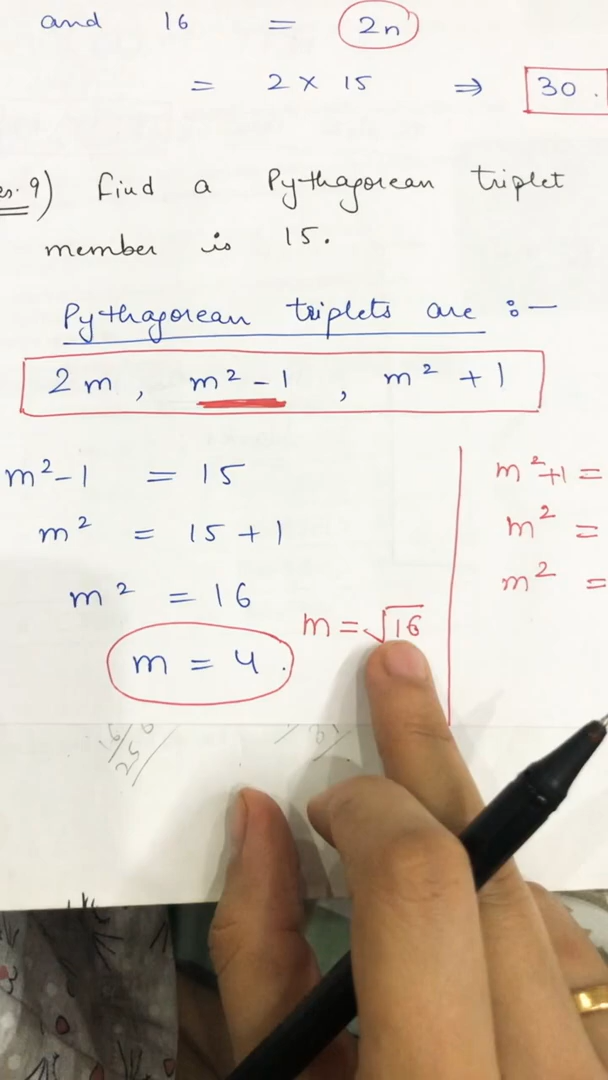 and 16 = 2n
= 2 × 15 ⇒ 30.
9) Find a Pythagorean triplet
member is 15.
Pythagorean triplets are :-
2m, m² - 1, m² + 1
m² - 1 = 15
m² = 15 + 1
m² = 16
m = √16
m = 4.
m² + 1 =
m² =
m² =